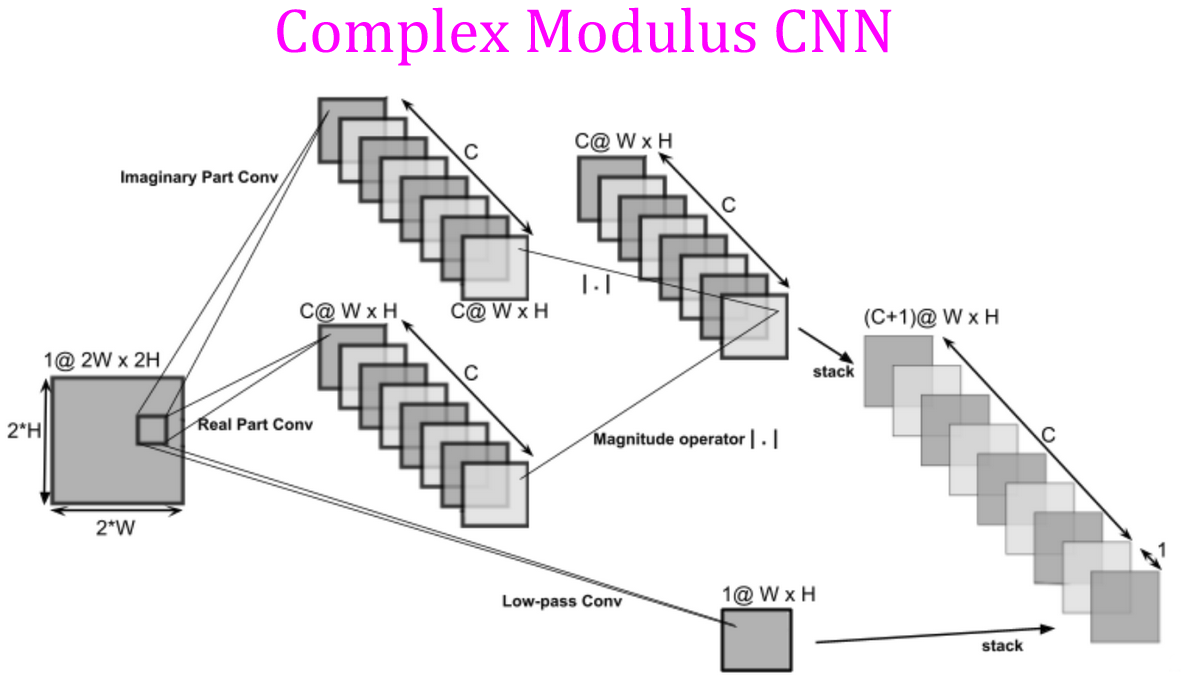 Complex Modulus CNN
C
Imaginary Part Conv
C@ W x H
C
C@ W x H
| . |
C@ W x H
C
1@ 2W x 2H
2*H
2*W
Real Part Conv
Magnitude operator | . |
stack
(C+1)@ W x H
C
1
Low-pass Conv
1@ W x H
stack